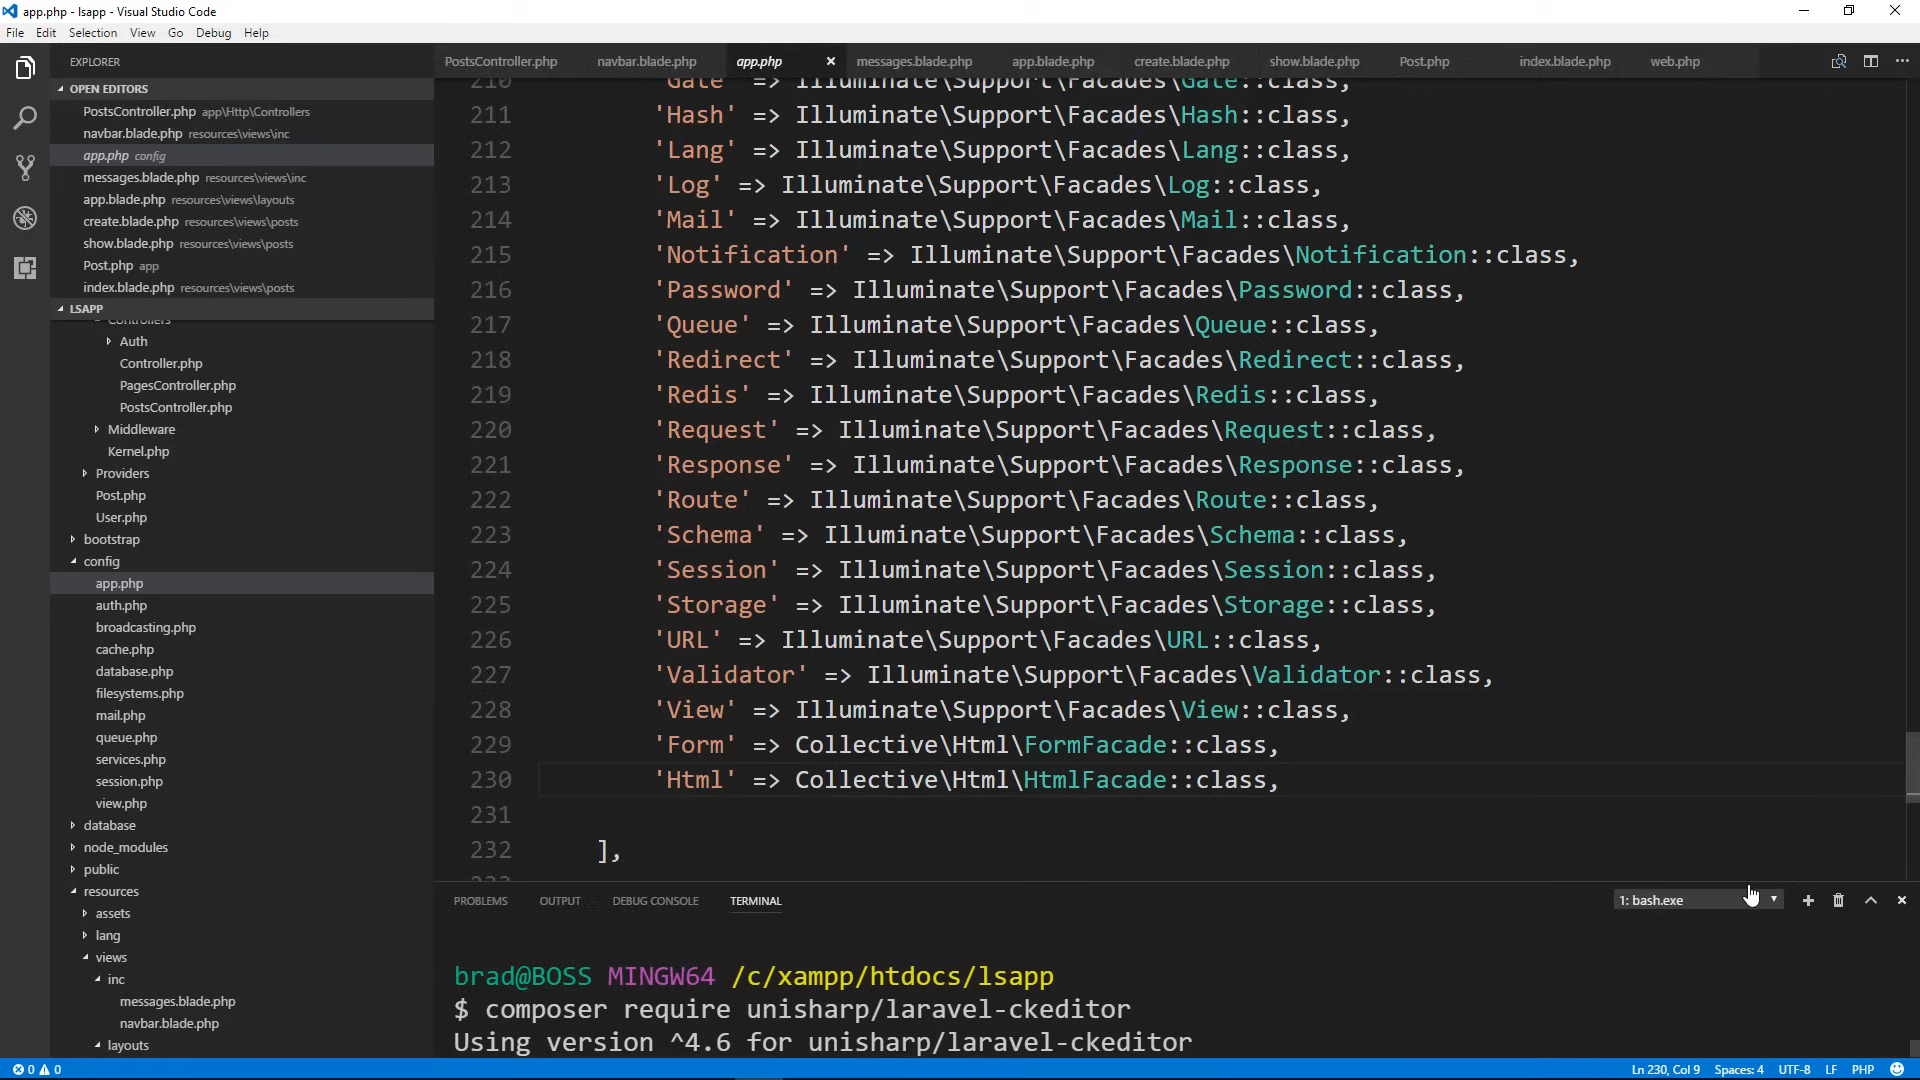 app.php - lsapp - Visual Studio Code
File Edit Selection View Go Debug Help
EXPLORER
OPEN EDITORS
PostsController.php app\Http\Controllers
navbar.blade.php resources\views\inc
app.php config
messages.blade.php resources\views\inc
app.blade.php resources\views\layouts
create.blade.php resources\views\posts
show.blade.php resources\views\posts
Post.php app
index.blade.php resources\views\posts
LSAPP
Controllers
Auth
Controller.php
PagesController.php
PostsController.php
Middleware
Kernel.php
Providers
Post.php
User.php
bootstrap
config
app.php
auth.php
broadcasting.php
cache.php
database.php
filesystems.php
mail.php
queue.php
services.php
session.php
view.php
database
node_modules
public
resources
assets
lang
views
inc
messages.blade.php
navbar.blade.php
layouts
PostsController.php navbar.blade.php app.php messages.blade.php app.blade.php create.blade.php show.blade.php Post.php index.blade.php web.php
210 'Gate' => Illuminate\Support\Facades\Gate::class,
211 'Hash' => Illuminate\Support\Facades\Hash::class,
212 'Lang' => Illuminate\Support\Facades\Lang::class,
213 'Log' => Illuminate\Support\Facades\Log::class,
214 'Mail' => Illuminate\Support\Facades\Mail::class,
215 'Notification' => Illuminate\Support\Facades\Notification::class,
216 'Password' => Illuminate\Support\Facades\Password::class,
217 'Queue' => Illuminate\Support\Facades\Queue::class,
218 'Redirect' => Illuminate\Support\Facades\Redirect::class,
219 'Redis' => Illuminate\Support\Facades\Redis::class,
220 'Request' => Illuminate\Support\Facades\Request::class,
221 'Response' => Illuminate\Support\Facades\Response::class,
222 'Route' => Illuminate\Support\Facades\Route::class,
223 'Schema' => Illuminate\Support\Facades\Schema::class,
224 'Session' => Illuminate\Support\Facades\Session::class,
225 'Storage' => Illuminate\Support\Facades\Storage::class,
226 'URL' => Illuminate\Support\Facades\URL::class,
227 'Validator' => Illuminate\Support\Facades\Validator::class,
228 'View' => Illuminate\Support\Facades\View::class,
229 'Form' => Collective\Html\FormFacade::class,
230 'Html' => Collective\Html\HtmlFacade::class,
231
232 ],
PROBLEMS OUTPUT DEBUG CONSOLE TERMINAL 1: bash.exe
brad@BOSS MINGW64 /c/xampp/htdocs/lsapp
$ composer require unisharp/laravel-ckeditor
Using version ^4.6 for unisharp/laravel-ckeditor
0 0 Ln 230, Col 9 Spaces: 4 UTF-8 LF PHP